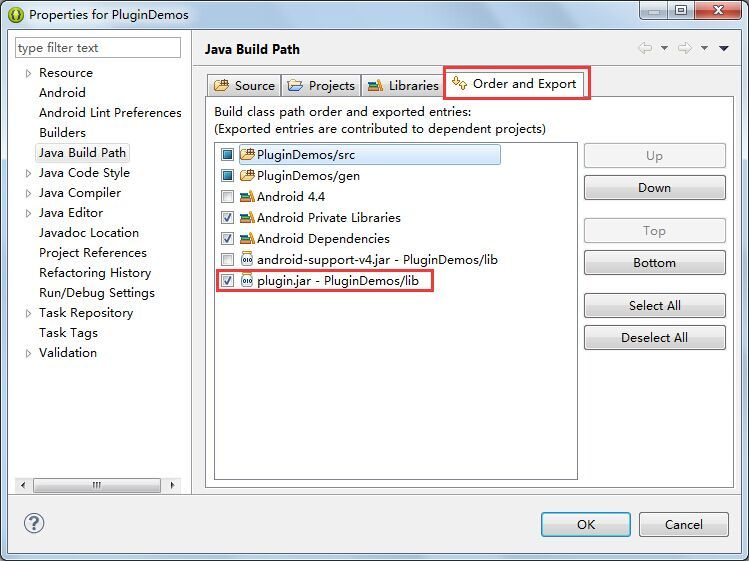 Properties for PluginDemos
type filter text
Resource
Android
Android Lint Preferences
Builders
Java Build Path
Java Code Style
Java Compiler
Java Editor
Javadoc Location
Project References
Refactoring History
Run/Debug Settings
Task Repository
Task Tags
Validation
Java Build Path
Source
Projects
Libraries
Order and Export
Build class path order and exported entries:
(Exported entries are contributed to dependent projects)
PluginDemos/src
PluginDemos/gen
Android 4.4
Android Private Libraries
Android Dependencies
android-support-v4.jar - PluginDemos/lib
plugin.jar - PluginDemos/lib
Up
Down
Top
Bottom
Select All
Deselect All
OK
Cancel